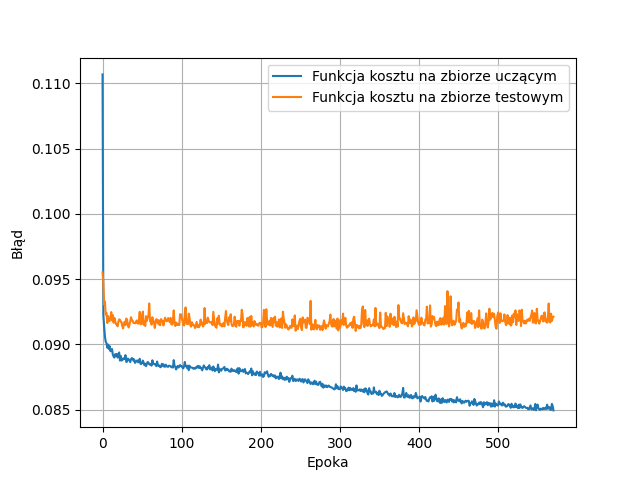 Funkcja kosztu na zbiorze uczącym
Funkcja kosztu na zbiorze testowym
0.110
0.105
0.100
0.095
0.090
0.085
Błąd
0 100 200 300 400 500
Epoka